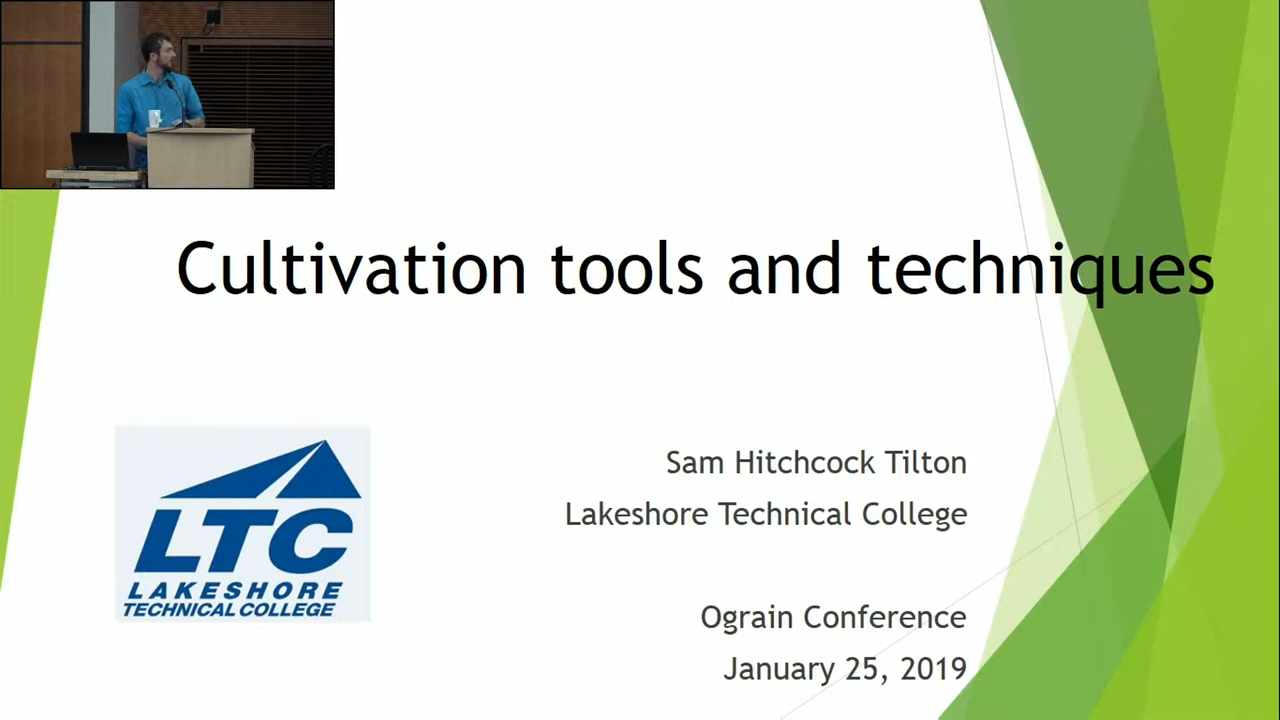 Cultivation tools and techniques
Sam Hitchcock Tilton
Lakeshore Technical College
LTC
LAKESHORE
TECHNICAL COLLEGE
Ograin Conference
January 25, 2019